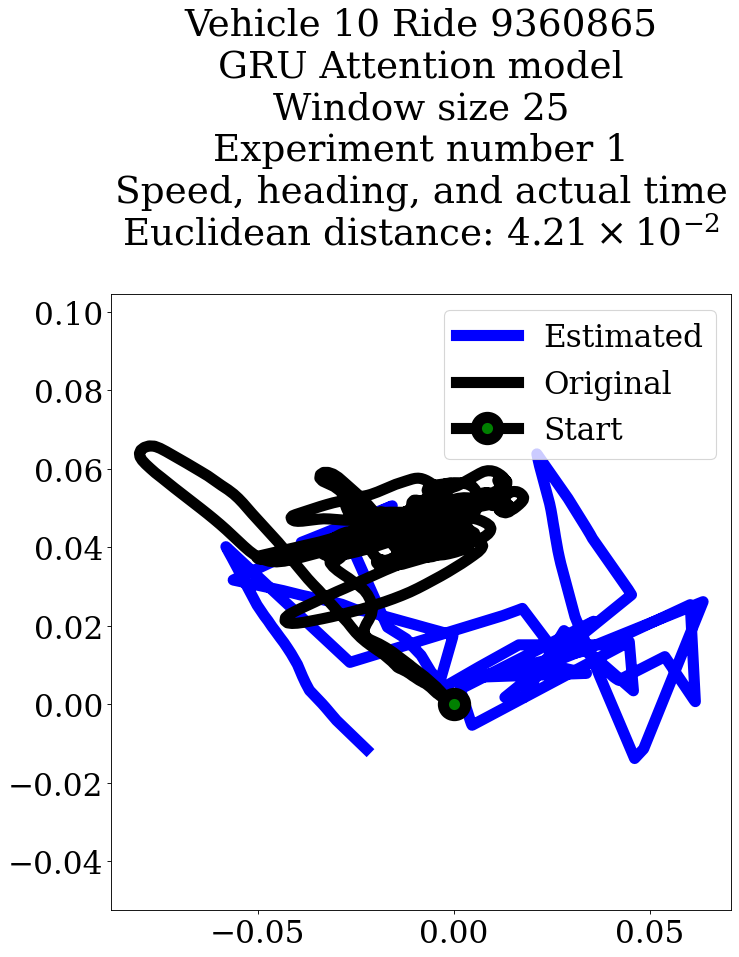 Vehicle 10 Ride 9360865
GRU Attention model
Window size 25
Experiment number 1
Speed, heading, and actual time
Euclidean distance: 4.21 × 10⁻²
Estimated
Original
Start
0.10
0.08
0.06
0.04
0.02
0.00
−0.02
−0.04
−0.05
0.00
0.05